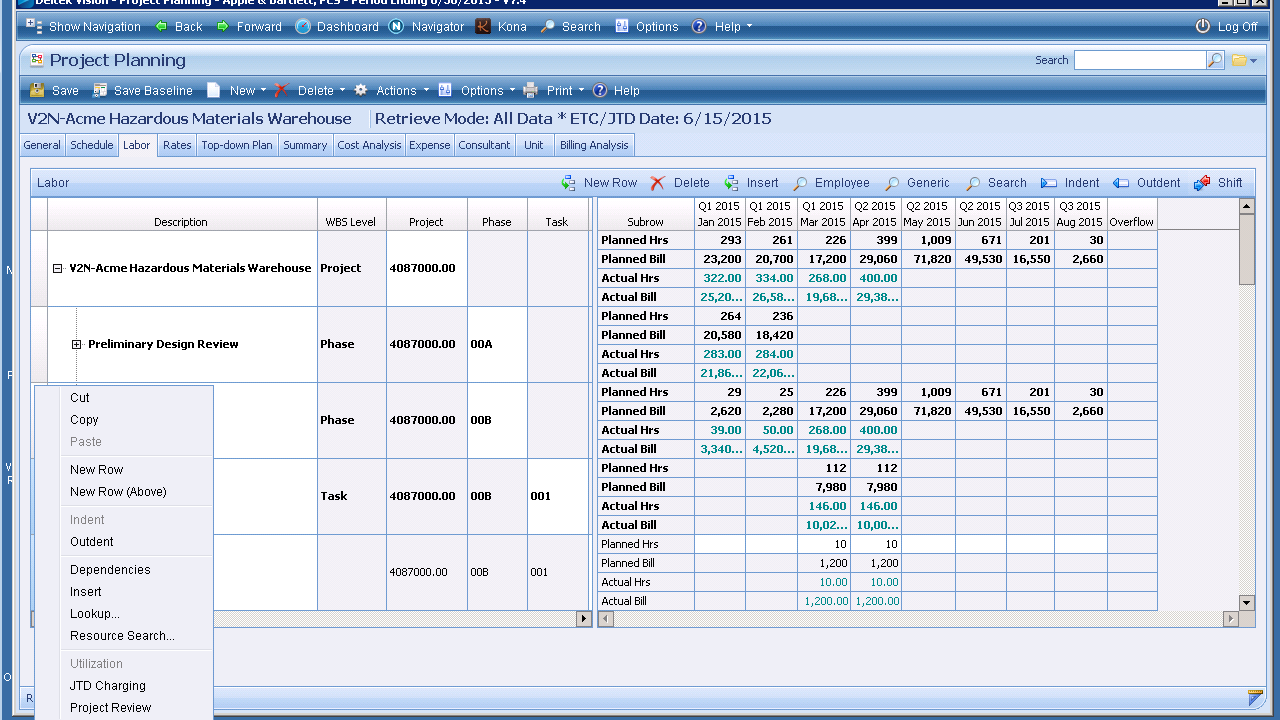 Deltek Vision - Project Planning - Apple & Bartlett, PCS - Period Ending 6/30/2015 - V7.4
Show Navigation Back Forward Dashboard Navigator Kona Search Options Help Log Off
Project Planning Search
Save Save Baseline New Delete Actions Options Print Help
V2N-Acme Hazardous Materials Warehouse Retrieve Mode: All Data * ETC/JTD Date: 6/15/2015
General Schedule Labor Rates Top-down Plan Summary Cost Analysis Expense Consultant Unit Billing Analysis
Labor New Row Delete Insert Employee Generic Search Indent Outdent Shift
Q1 2015 Q1 2015 Q1 2015 Q2 2015 Q2 2015 Q2 2015 Q3 2015 Q3 2015
Description WBS Level Project Phase Task Subrow Jan 2015 Feb 2015 Mar 2015 Apr 2015 May 2015 Jun 2015 Jul 2015 Aug 2015 Overflow
V2N-Acme Hazardous Materials Warehouse Project 4087000.00
Planned Hrs 293 261 226 399 1,009 671 201 30
Planned Bill 23,200 20,700 17,200 29,060 71,820 49,530 16,550 2,660
Actual Hrs 322.00 334.00 268.00 400.00
Actual Bill 25,20... 26,58... 19,68... 29,38...
Preliminary Design Review Phase 4087000.00 00A
Planned Hrs 264 236
Planned Bill 20,580 18,420
Actual Hrs 283.00 284.00
Actual Bill 21,86... 22,06...
Phase 4087000.00 00B
Planned Hrs 29 25 226 399 1,009 671 201 30
Planned Bill 2,620 2,280 17,200 29,060 71,820 49,530 16,550 2,660
Actual Hrs 39.00 50.00 268.00 400.00
Actual Bill 3,340... 4,520... 19,68... 29,38...
Task 4087000.00 00B 001
Planned Hrs 112 112
Planned Bill 7,980 7,980
Actual Hrs 146.00 146.00
Actual Bill 10,02... 10,00...
4087000.00 00B 001
Planned Hrs 10 10
Planned Bill 1,200 1,200
Actual Hrs 10.00 10.00
Actual Bill 1,200.00 1,200.00
Cut
Copy
Paste
New Row
New Row (Above)
Indent
Outdent
Dependencies
Insert
Lookup...
Resource Search...
Utilization
JTD Charging
Project Review